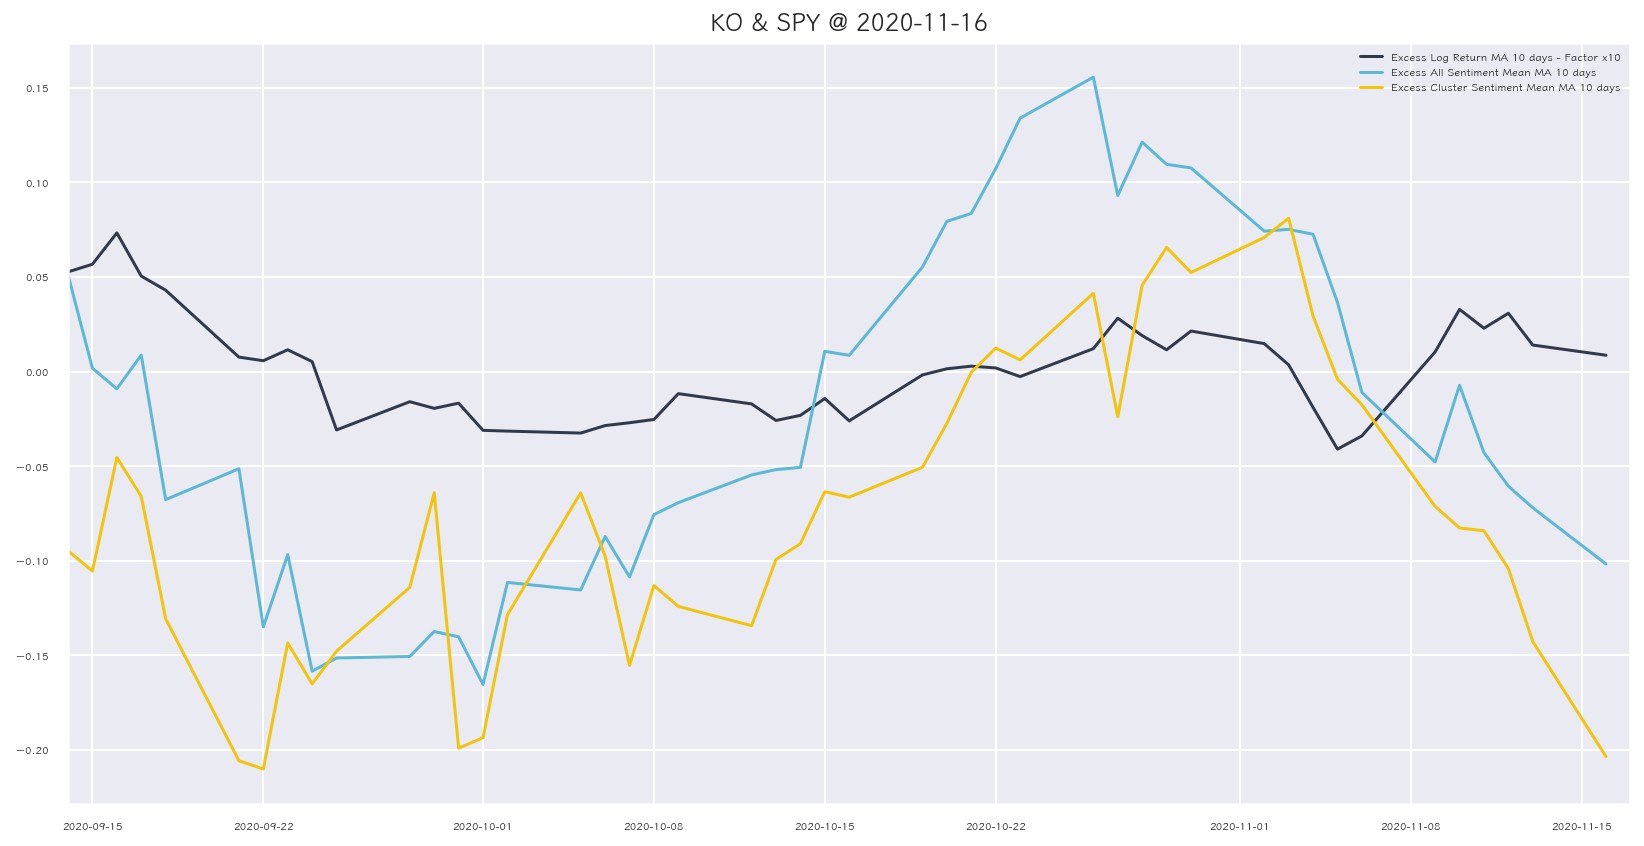 KO & SPY @ 2020-11-16
Excess Log Return MA 10 days - Factor x10
Excess All Sentiment Mean MA 10 days
Excess Cluster Sentiment Mean MA 10 days
0.15
0.10
0.05
0.00
−0.05
−0.10
−0.15
−0.20
2020-09-15 2020-09-22 2020-10-01 2020-10-08 2020-10-15 2020-10-22 2020-11-01 2020-11-08 2020-11-15